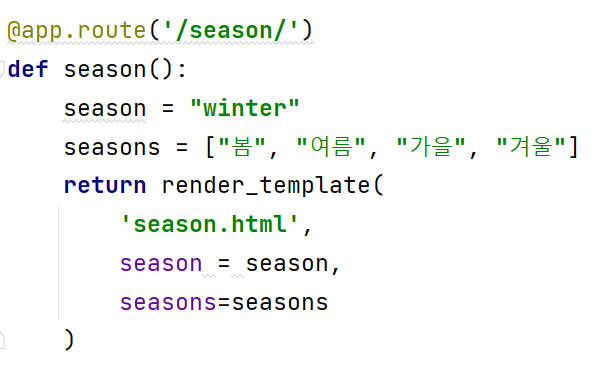 @app.route('/season/')
def season():
    season = "winter"
    seasons = ["봄", "여름", "가을", "겨울"]
    return render_template(
        'season.html',
        season = season,
        seasons=seasons
    )